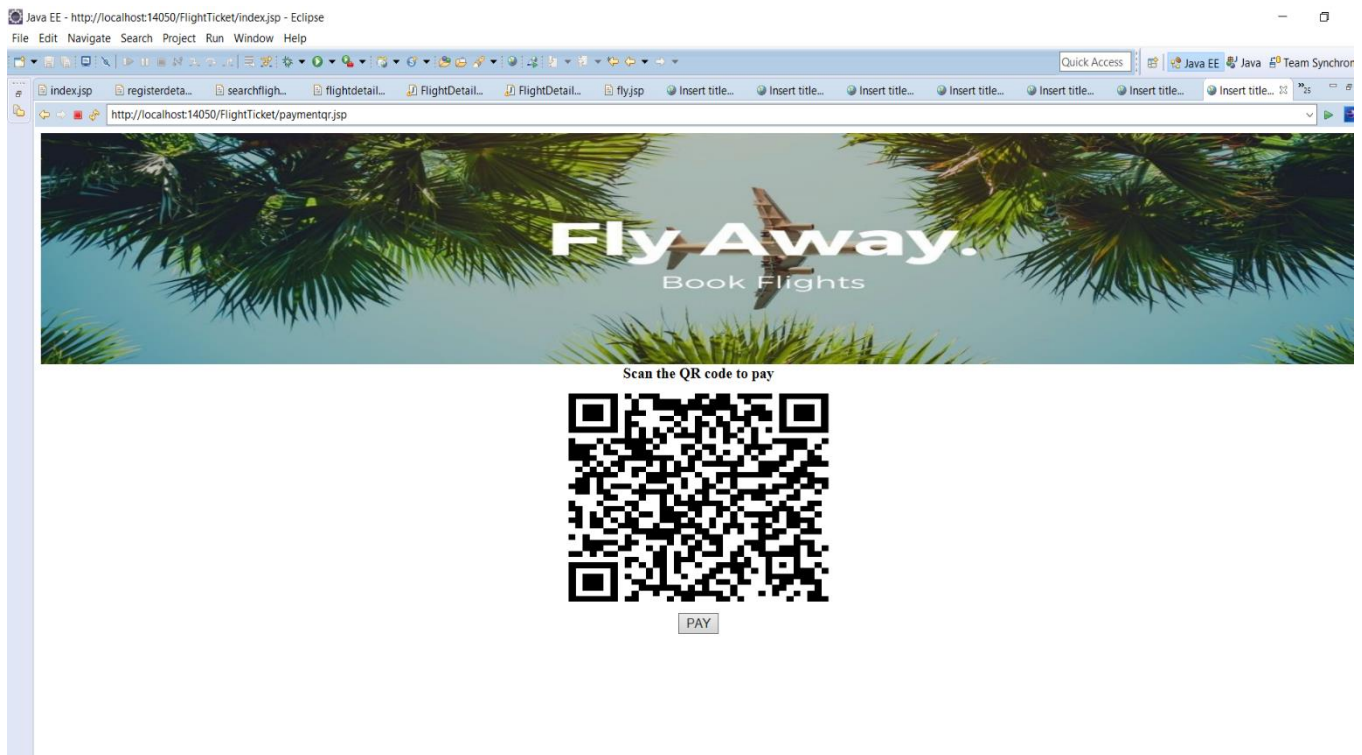 Java EE - http://localhost:14050/FlightTicket/index.jsp - Eclipse
File Edit Navigate Search Project Run Window Help
Quick Access Java EE Java Team Synchron
index.jsp registerdeta... searchfligh... flightdetail... FlightDetail... FlightDetail... fly.jsp Insert title... Insert title... Insert title... Insert title... Insert title... Insert title... Insert title... »25
http://localhost:14050/FlightTicket/paymentqr.jsp
Fly Away.
Book Flights
Scan the QR code to pay
PAY